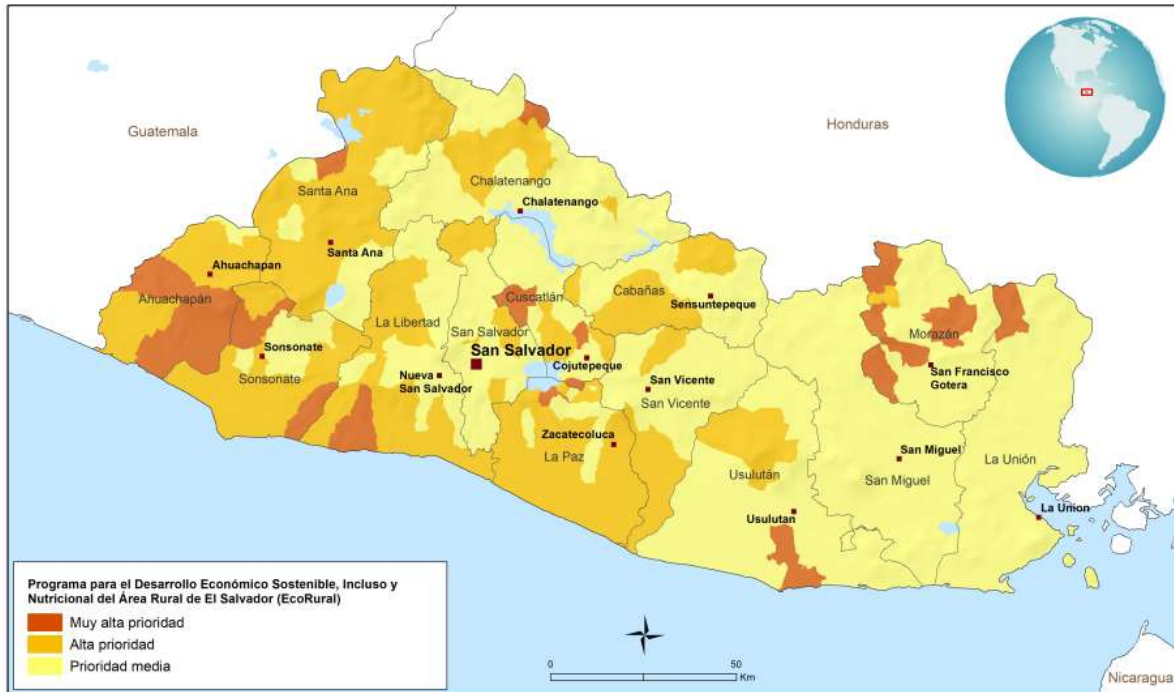 Guatemala
Honduras
Santa Ana
Chalatenango
Chalatenango
Santa Ana
Ahuachapan
Ahuachapán
Cuscatlán
Cabañas
Sensuntepeque
La Libertad
San Salvador
San Salvador
Morazán
Sonsonate
Sonsonate
Nueva
San Salvador
Cojutepeque
San Francisco
Gotera
San Vicente
San Vicente
Zacatecoluca
La Paz
San Miguel
San Miguel
La Unión
Usulután
Usulutan
La Union
Programa para el Desarrollo Económico Sostenible, Incluso y
Nutricional del Área Rural de El Salvador (EcoRural)
Muy alta prioridad
Alta prioridad
Prioridad media
0 50
Km
Nicaragua